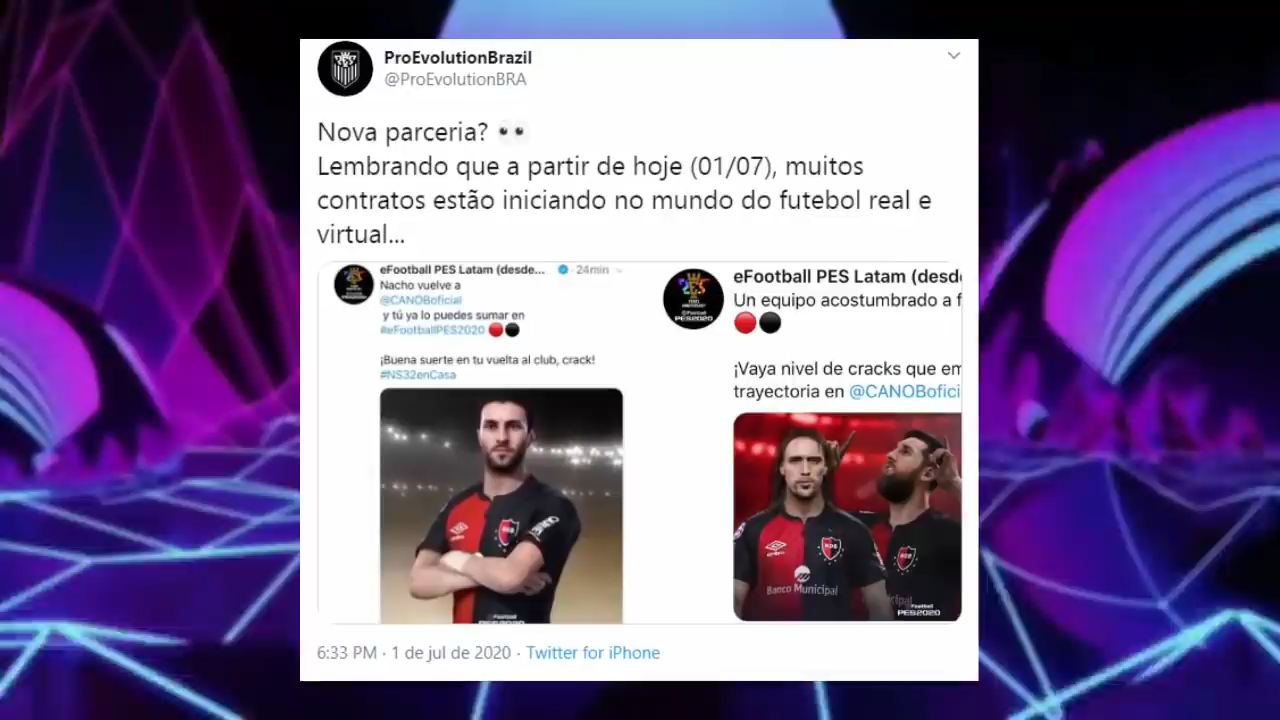 ProEvolutionBrazil
@ProEvolutionBRA
Nova parceria? 👀
Lembrando que a partir de hoje (01/07), muitos
contratos estão iniciando no mundo do futebol real e
virtual...
eFootball PES Latam (desde... · 24min
Nacho vuelve a
@CANOBoficial
y tú ya lo puedes sumar en
#eFootballPES2020 🔴⚫
¡Buena suerte en tu vuelta al club, crack!
#NS32enCasa
eFootball PES Latam (desd
Un equipo acostumbrado a f
🔴⚫
¡Vaya nivel de cracks que em
trayectoria en @CANOBofici
Banco Municipal
eFootball
PES2020
6:33 PM · 1 de jul de 2020 · Twitter for iPhone